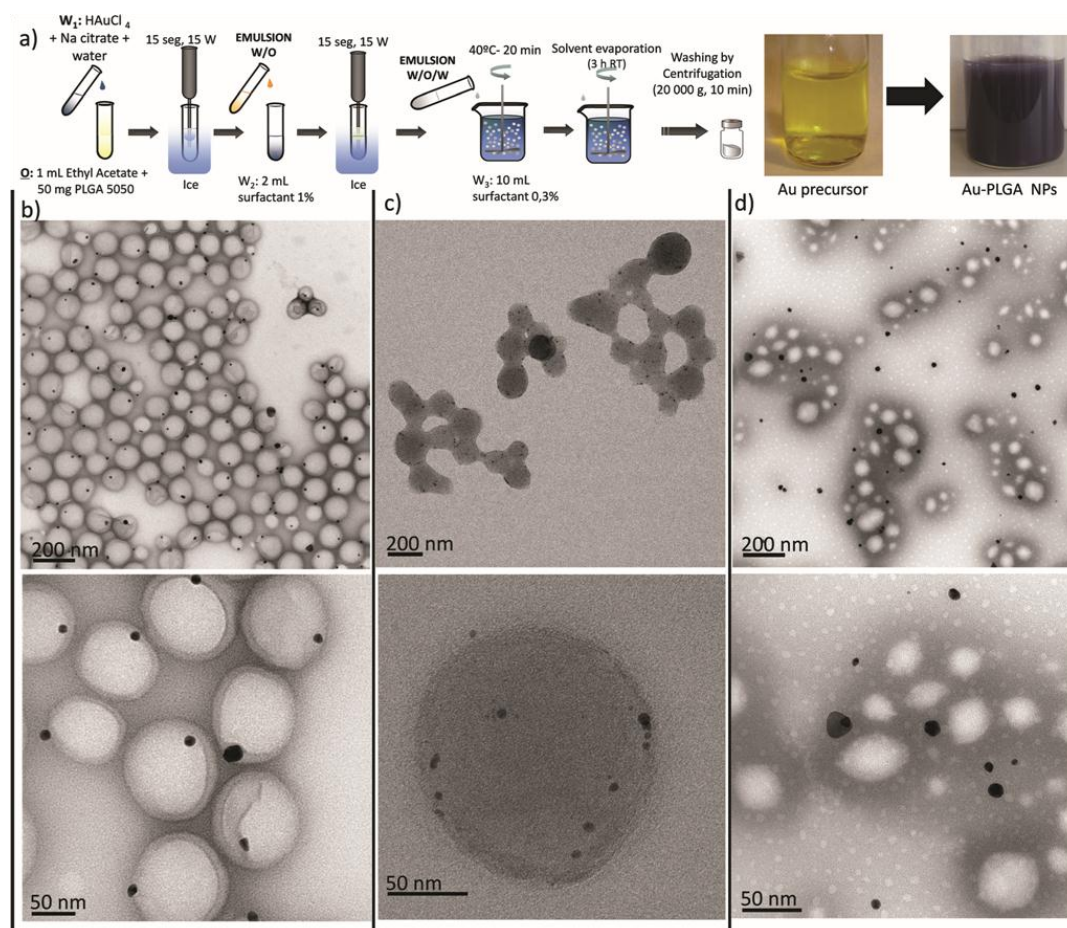 a)
W1: HAuCl4
+ Na citrate +
water
O: 1 mL Ethyl Acetate +
50 mg PLGA 5050
15 seg, 15 W
Ice
EMULSION
W/O
W2: 2 mL
surfactant 1%
15 seg, 15 W
Ice
EMULSION
W/O/W
40ºC- 20 min
W3: 10 mL
surfactant 0,3%
Solvent evaporation
(3 h RT)
Washing by
Centrifugation
(20 000 g, 10 min)
Au precursor
Au-PLGA NPs
b)
200 nm
50 nm
c)
200 nm
50 nm
d)
200 nm
50 nm